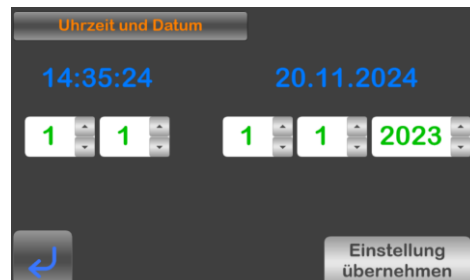 Uhrzeit und Datum
14:35:24 20.11.2024
1 1 1 1 2023
Einstellung
übernehmen